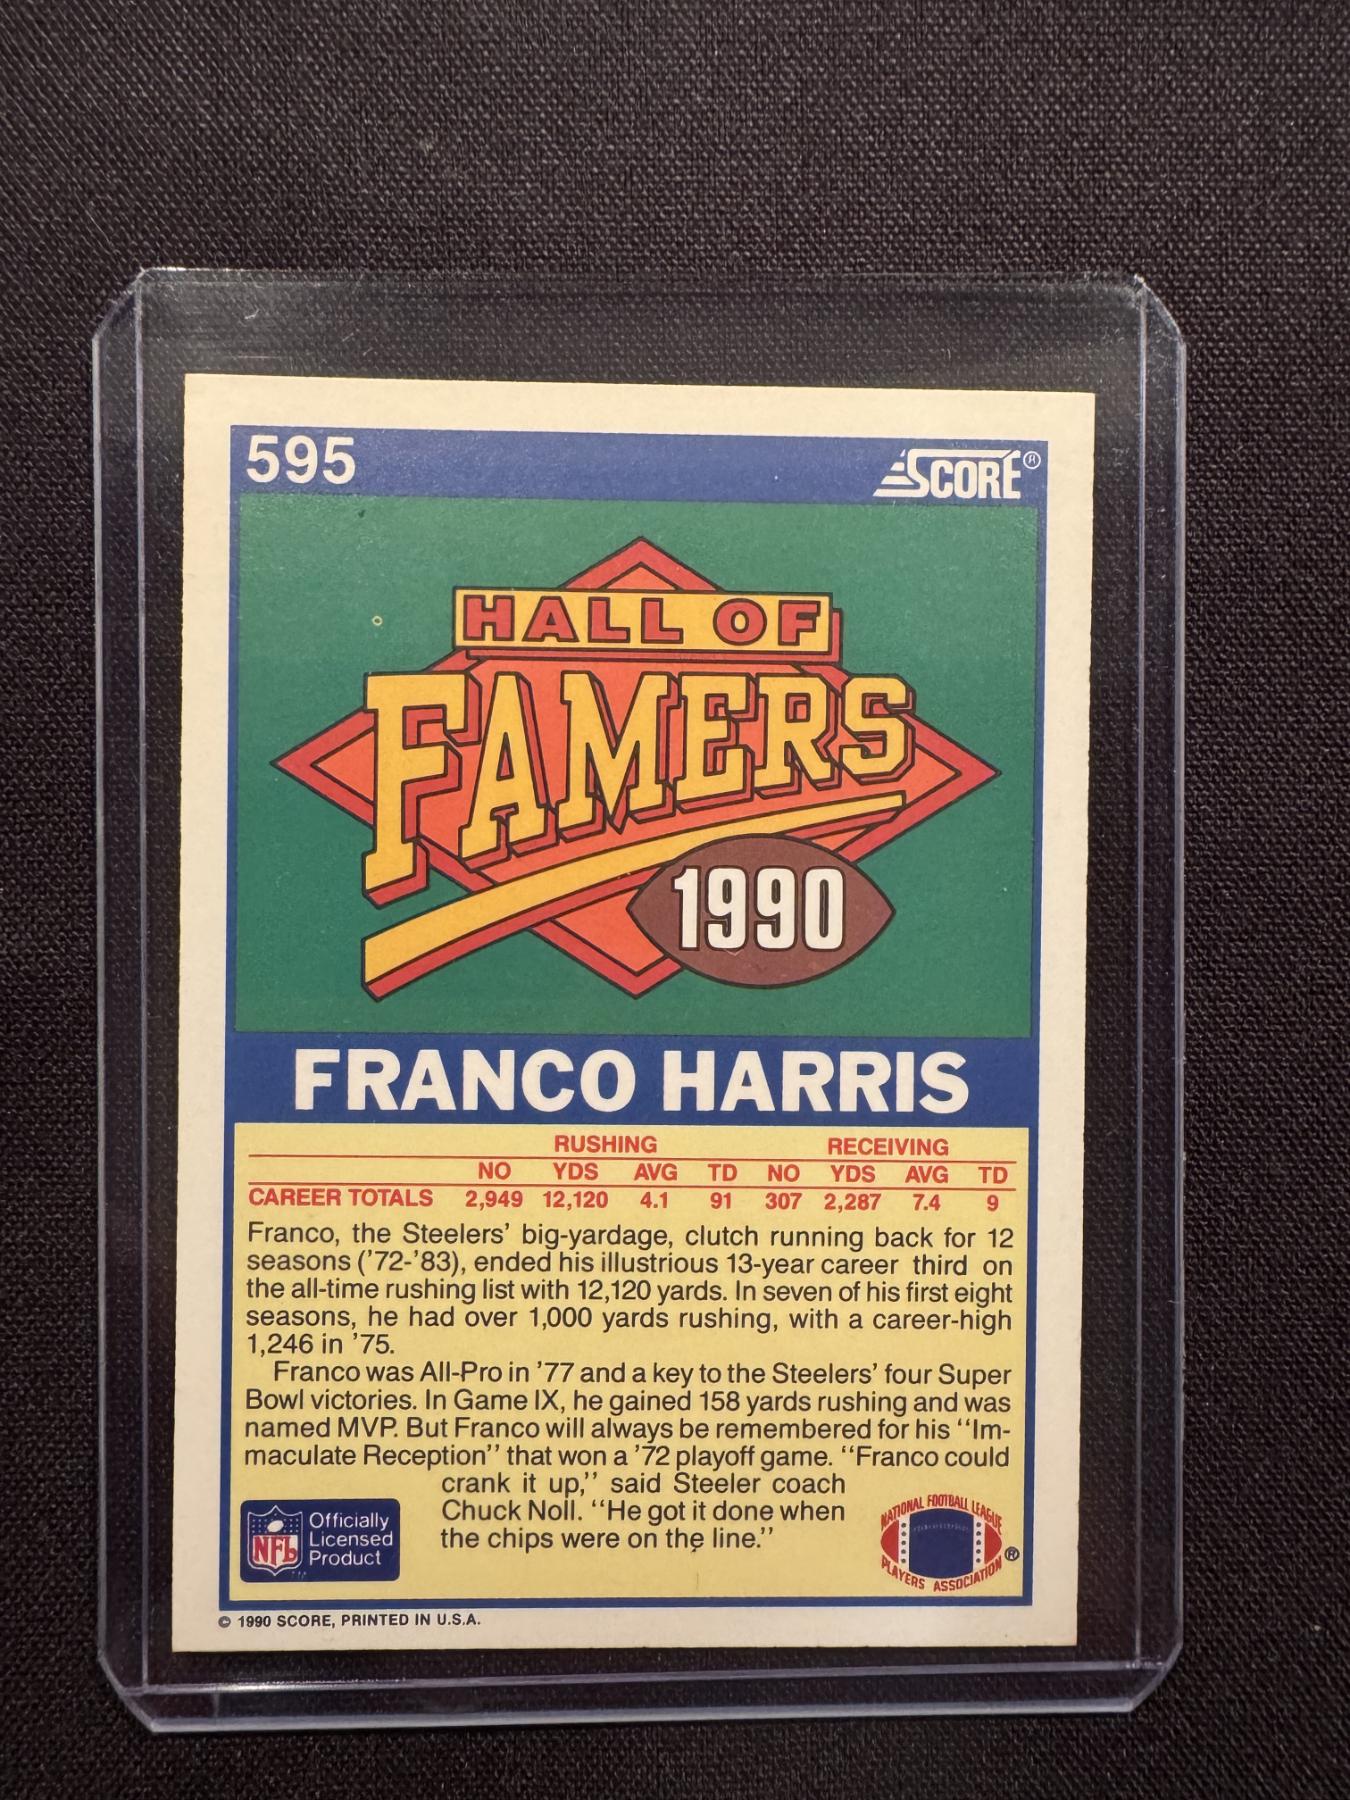 595
SCORE®
HALL OF
FAMERS
1990
FRANCO HARRIS
RUSHING RECEIVING
NO YDS AVG TD NO YDS AVG TD
CAREER TOTALS 2,949 12,120 4.1 91 307 2,287 7.4 9
Franco, the Steelers' big-yardage, clutch running back for 12
seasons ('72-'83), ended his illustrious 13-year career third on
the all-time rushing list with 12,120 yards. In seven of his first eight
seasons, he had over 1,000 yards rushing, with a career-high
1,246 in '75.
Franco was All-Pro in '77 and a key to the Steelers' four Super
Bowl victories. In Game IX, he gained 158 yards rushing and was
named MVP. But Franco will always be remembered for his "Im-
maculate Reception" that won a '72 playoff game. "Franco could
crank it up," said Steeler coach
Chuck Noll. "He got it done when
the chips were on the line."
NFL
Officially
Licensed
Product
NATIONAL FOOTBALL LEAGUE
PLAYERS ASSOCIATION
®
© 1990 SCORE, PRINTED IN U.S.A.